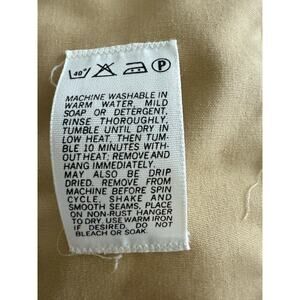 40° P
MACHINE WASHABLE IN
WARM WATER, MILD
SOAP OR DETERGENT,
RINSE THOROUGHLY,
TUMBLE UNTIL DRY IN
LOW HEAT, THEN TUM-
BLE 10 MINUTES WITH-
OUT HEAT; REMOVE AND
HANG IMMEDIATELY.
MAY ALSO BE DRIP
DRIED. REMOVE FROM
MACHINE BEFORE SPIN
CYCLE, SHAKE AND
SMOOTH SEAMS, PLACE
ON NON-RUST HANGER
TO DRY. USE WARM IRON
IF DESIRED. DO NOT
BLEACH OR SOAK.